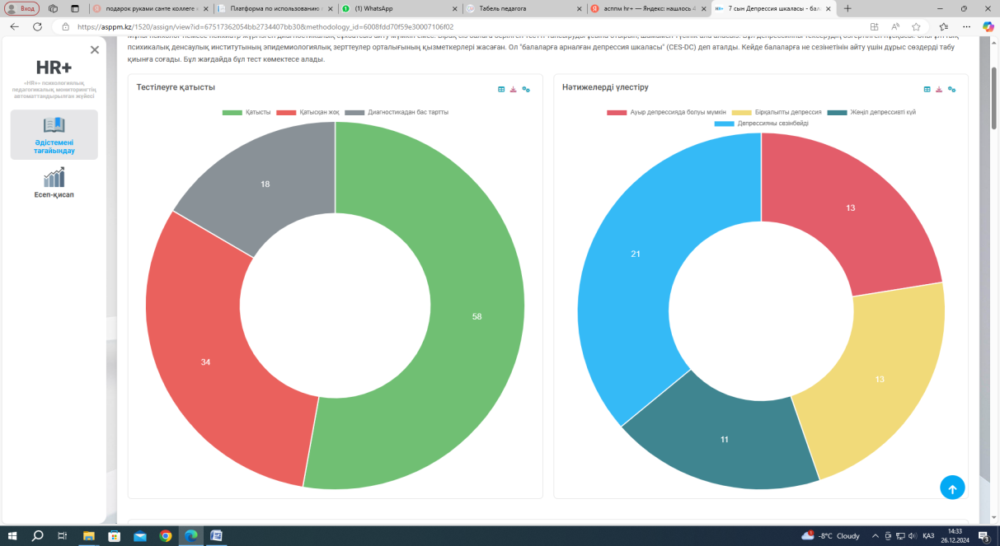 Вход
подарок руками санте коллеге
Платформа по использованию
(1) WhatsApp
Табель педагога
асппм hr+ — Яндекс: нашлось 4
7 сын Депрессия шкаласы - бал
https://asppm.kz/1520/assign/view?id=67517362054bb2734407bb30&methodology_id=6008fdd70f59e30007106f02
психикалық денсаулық институтының эпидемиологиялық зерттеулер орталығының қызметкерлері жасаған. Ол "балаларға арналған депрессия шкаласы" (CES-DC) деп аталды. Кейде балаларға не сезінетінін айту үшін дұрыс сөздерді табу
қиынға соғады. Бұл жағдайда бұл тест көмектесе алады.
HR+
«HR+» психологиялық
педагогикалық мониторингтің
автоматтандырылған жүйесі
Әдістемені
тағайындау
Есеп-қисап
Тестілеуге қатысты
Қатысты
Қатысқан жоқ
Диагностикадан бас тартты
18
58
34
Нәтижелерді үлестіру
Ауыр депрессияда болуы мүмкін
Бірқалыпты депрессия
Жеңіл депрессивті күй
Депрессияны сезінбейді
13
21
13
11
-8°C Cloudy
ҚАЗ
14:33
26.12.2024
3